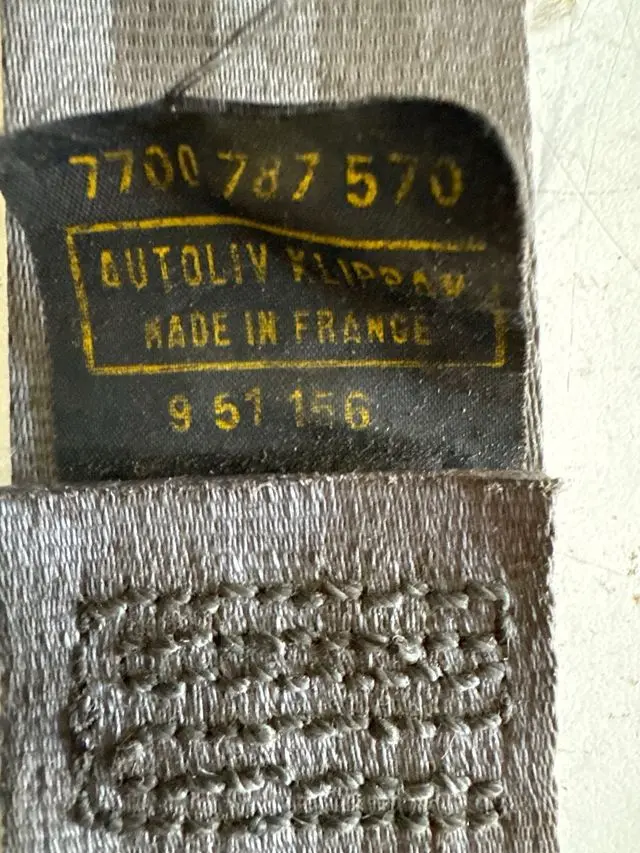 7700 787 570
AUTOLIV KLIPPAN
MADE IN FRANCE
9 51 156